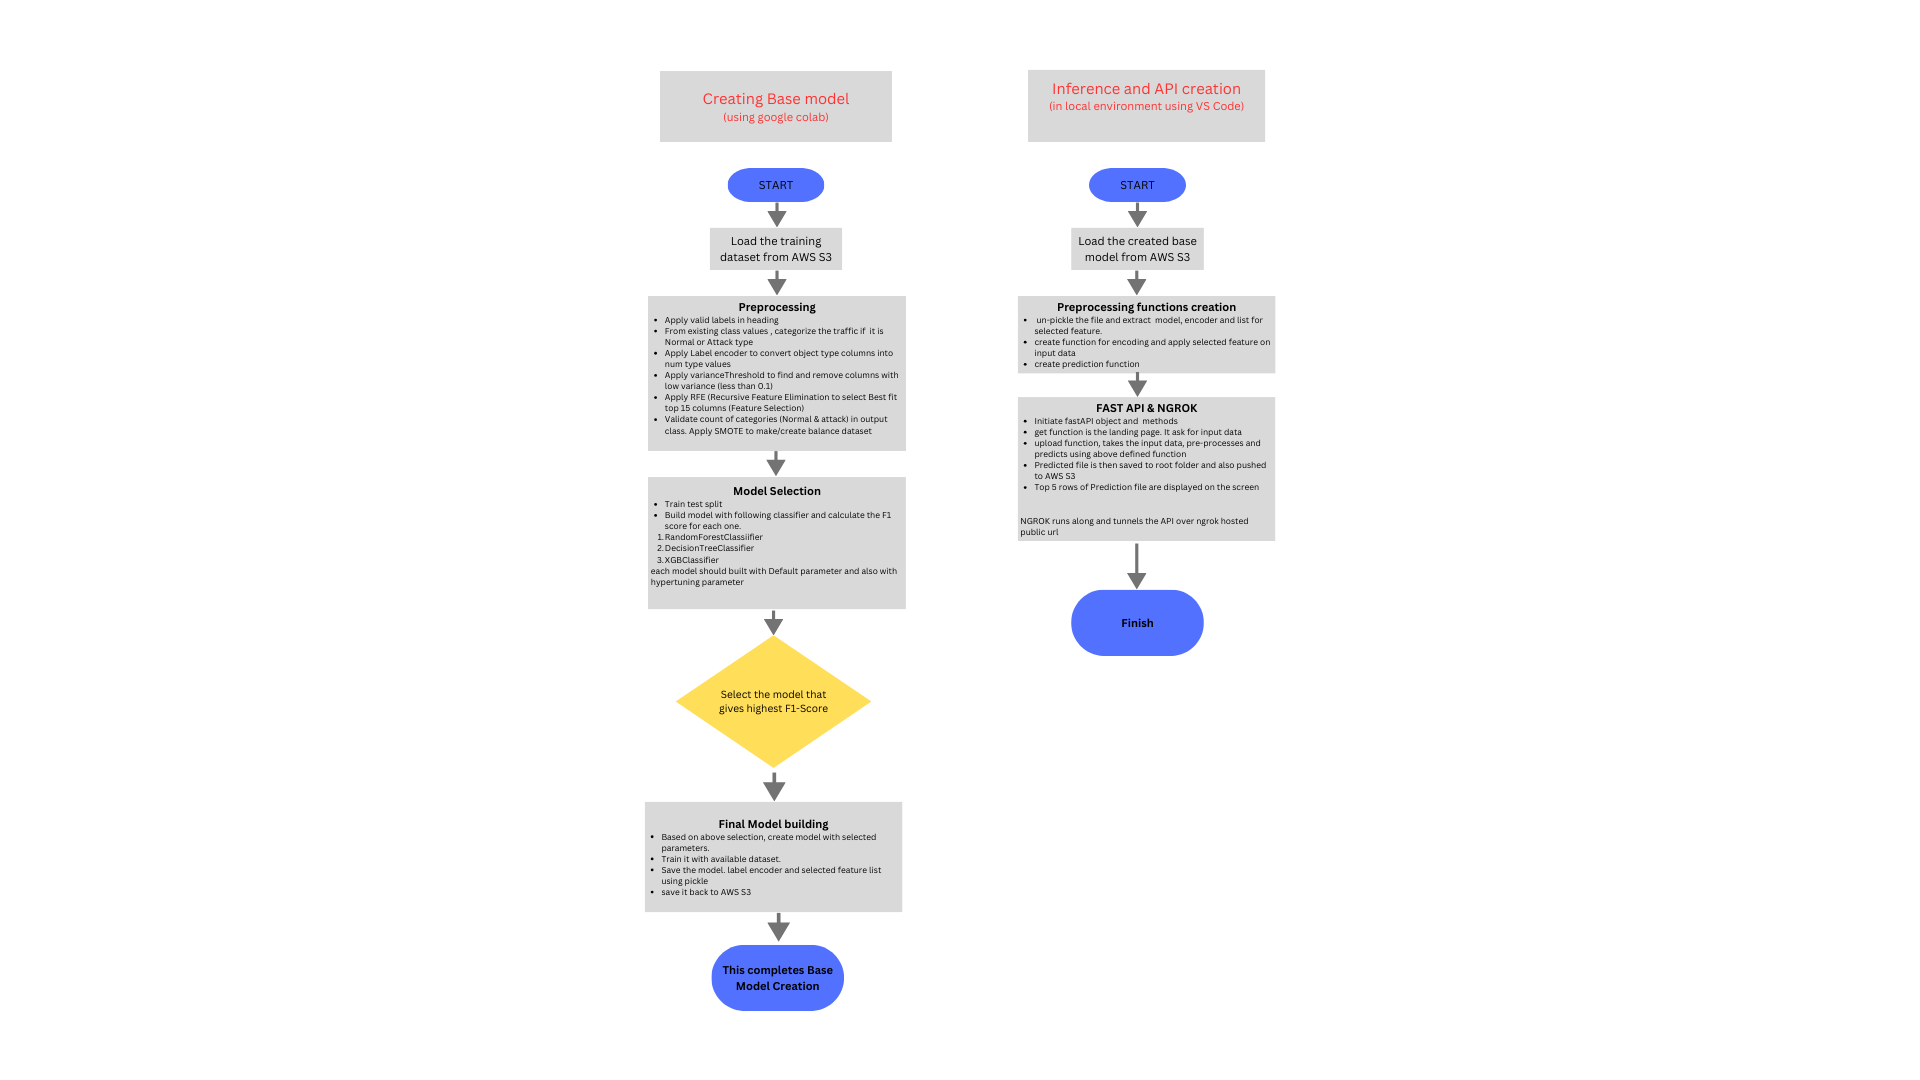 Creating Base model
(using google colab)
START
Load the training
dataset from AWS S3
Preprocessing
• Apply valid labels in heading
• From existing class values , categorize the traffic if it is
Normal or Attack type
• Apply Label encoder to convert object type columns into
num type values
• Apply varianceThreshold to find and remove columns with
low variance (less than 0.1)
• Apply RFE (Recursive Feature Elimination to select Best fit
top 15 columns (Feature Selection)
• Validate count of categories (Normal & attack) in output
class. Apply SMOTE to make/create balance dataset
Model Selection
• Train test split
• Build model with following classifier and calculate the F1
score for each one.
1. RandomForestClassiifier
2. DecisionTreeClassifier
3. XGBClassifier
each model should built with Default parameter and also with
hypertuning parameter
Select the model that
gives highest F1-Score
Final Model building
• Based on above selection, create model with selected
parameters.
• Train it with available dataset.
• Save the model. label encoder and selected feature list
using pickle
• save it back to AWS S3
This completes Base
Model Creation
Inference and API creation
(in local environment using VS Code)
START
Load the created base
model from AWS S3
Preprocessing functions creation
• un-pickle the file and extract model, encoder and list for
selected feature.
• create function for encoding and apply selected feature on
input data
• create prediction function
FAST API & NGROK
• Initiate fastAPI object and methods
• get function is the landing page. It ask for input data
• upload function, takes the input data, pre-processes and
predicts using above defined function
• Predicted file is then saved to root folder and also pushed
to AWS S3
• Top 5 rows of Prediction file are displayed on the screen
NGROK runs along and tunnels the API over ngrok hosted
public url
Finish